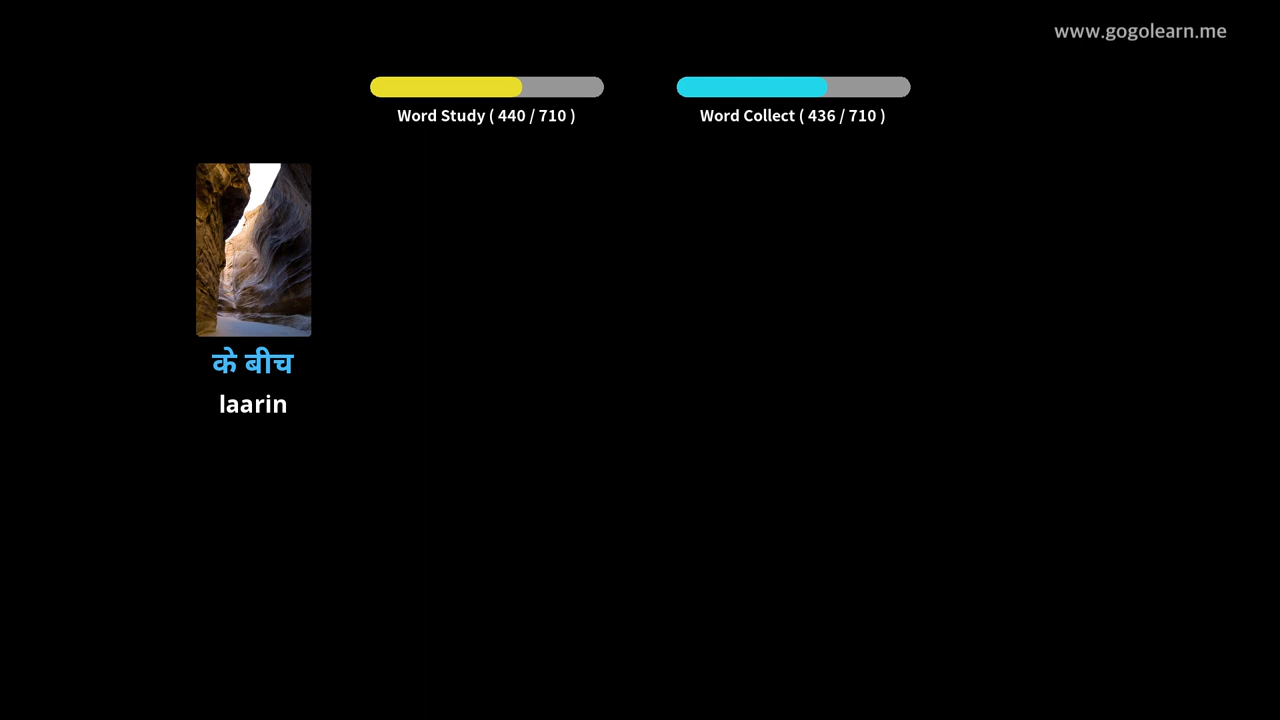 www.gogolearn.me
Word Study ( 440 / 710 )
Word Collect ( 436 / 710 )
के बीच
laarin